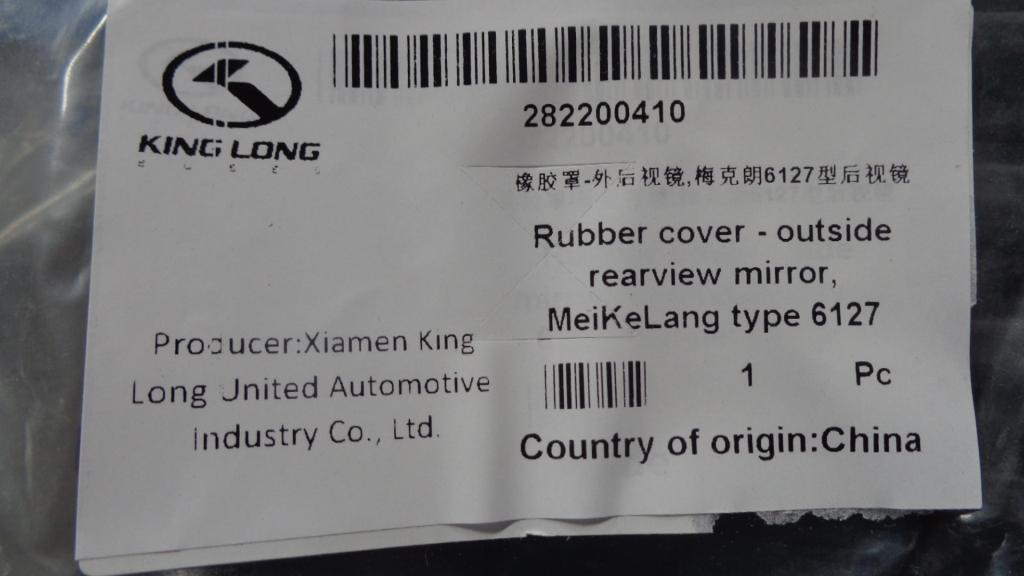 KING LONG
282200410
橡胶罩-外后视镜,梅克朗6127型后视镜
Rubber cover - outside
rearview mirror,
MeiKeLang type 6127
1 Pc
Country of origin:China
Producer:Xiamen King
Long United Automotive
Industry Co., Ltd.